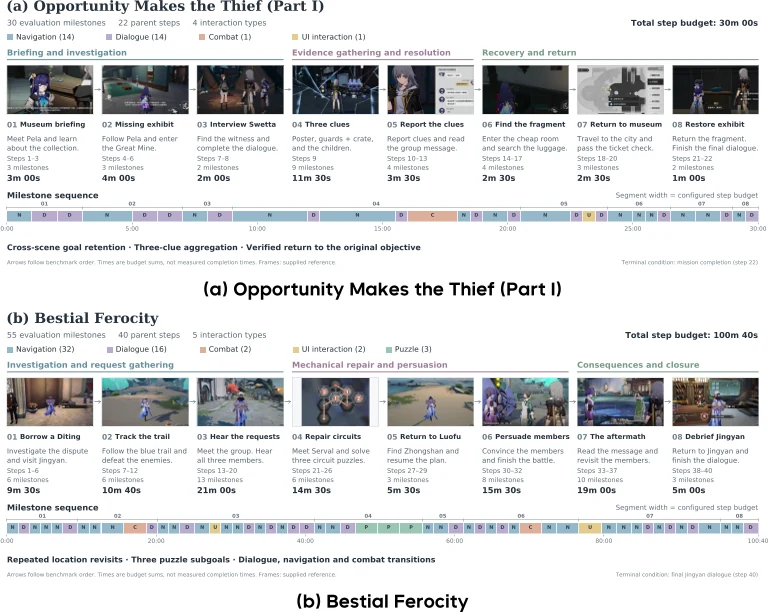 (a) Opportunity Makes the Thief (Part I)
30 evaluation milestones 22 parent steps 4 interaction types
Total step budget: 30m 00s
Navigation (14) Dialogue (14) Combat (1) UI interaction (1)
Briefing and investigation Evidence gathering and resolution Recovery and return
01 Museum briefing 02 Missing exhibit 03 Interview Swetta 04 Three clues 05 Report the clues 06 Find the fragment 07 Return to museum 08 Restore exhibit
Meet Pela and learn Follow Pela and enter Find the witness and Poster, guards + crate, Report clues and read Enter the cheap room Travel to the city and Return the fragment.
about the collection. the Great Mine. complete the dialogue. and the children. the group message. and search the luggage. pass the ticket check. Finish the final dialogue.
Steps 1-3 Steps 4-6 Steps 7-8 Steps 9 Steps 10-13 Steps 14-17 Steps 18-20 Steps 21-22
3 milestones 3 milestones 2 milestones 9 milestones 4 milestones 4 milestones 3 milestones 2 milestones
3m 00s 4m 00s 2m 00s 11m 30s 3m 30s 2m 30s 2m 30s 1m 00s
Milestone sequence
Segment width = configured step budget
01 02 03 04 05 06 07 08
N D D N D D N D N D N D C N D N D N D U D N N N D N N D N D
0:00 5:00 10:00 15:00 20:00 25:00 30:00
Cross-scene goal retention · Three-clue aggregation · Verified return to the original objective
Arrows follow benchmark order. Times are budget sums, not measured completion times. Frames: supplied reference.
Terminal condition: mission completion (step 22)
(a) Opportunity Makes the Thief (Part I)
(b) Bestial Ferocity
55 evaluation milestones 40 parent steps 5 interaction types
Total step budget: 100m 40s
Navigation (32) Dialogue (16) Combat (2) UI interaction (2) Puzzle (3)
Investigation and request gathering Mechanical repair and persuasion Consequences and closure
01 Borrow a Diting 02 Track the trail 03 Hear the requests 04 Repair circuits 05 Return to Luofu 06 Persuade members 07 The aftermath 08 Debrief Jingyan
Investigate the dispute Follow the blue trail and Meet the group. Hear Meet Serval and solve Find Zhongshan and Convince the members Read the message and Return to Jingyan and
and visit Jingyan. defeat the enemies. all three members. three circuit puzzles. resume the plan. and finish the battle. revisit the members. finish the dialogue.
Steps 1-6 Steps 7-12 Steps 13-20 Steps 21-26 Steps 27-29 Steps 30-32 Steps 33-37 Steps 38-40
6 milestones 6 milestones 13 milestones 6 milestones 3 milestones 8 milestones 10 milestones 3 milestones
9m 30s 10m 40s 21m 00s 14m 30s 5m 30s 15m 30s 19m 00s 5m 00s
Milestone sequence
Segment width = configured step budget
01 02 03 04 05 06 07 08
0:00 20:00 40:00 60:00 80:00 100:40
Repeated location revisits · Three puzzle subgoals · Dialogue, navigation and combat transitions
Arrows follow benchmark order. Times are budget sums, not measured completion times. Frames: supplied reference.
Terminal condition: final Jingyan dialogue (step 40)
(b) Bestial Ferocity